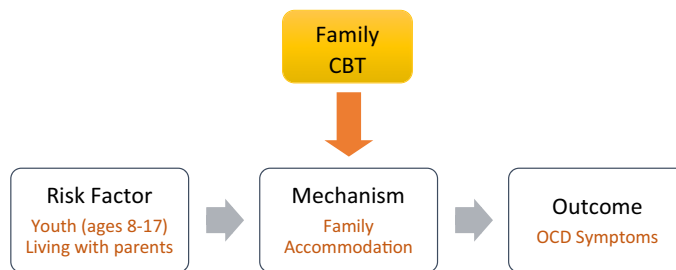 Family
CBT
Risk Factor
Youth (ages 8-17)
Living with parents
Mechanism
Family
Accommodation
Outcome
OCD Symptoms